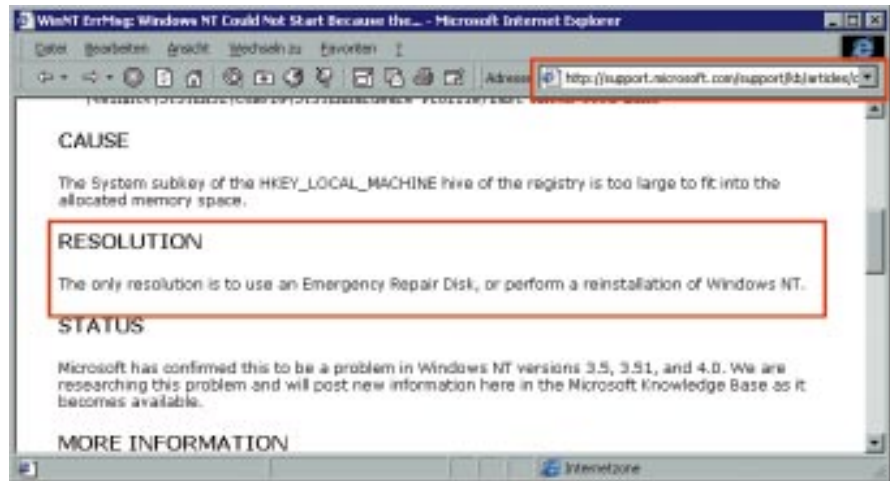 WinNT ErrMsg: Windows NT Could Not Start Because the... - Microsoft Internet Explorer
Datei Bearbeiten Ansicht Wechseln zu Favoriten ?
Adresse http://support.microsoft.com/support/kb/articles/
CAUSE
The System subkey of the HKEY_LOCAL_MACHINE hive of the registry is too large to fit into the
allocated memory space.
RESOLUTION
The only resolution is to use an Emergency Repair Disk, or perform a reinstallation of Windows NT.
STATUS
Microsoft has confirmed this to be a problem in Windows NT versions 3.5, 3.51, and 4.0. We are
researching this problem and will post new information here in the Microsoft Knowledge Base as it
becomes available.
MORE INFORMATION
Internetzone